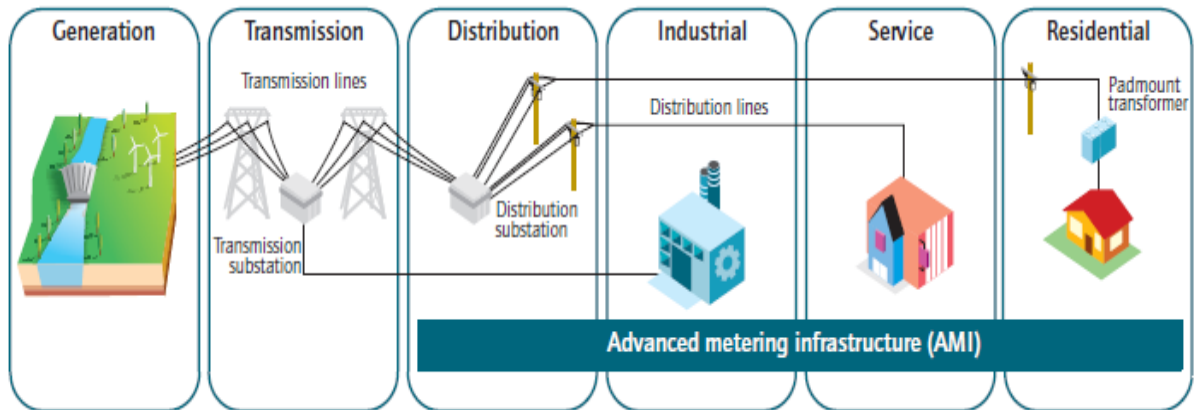 Generation
Transmission
Distribution
Industrial
Service
Residential
Transmission lines
Padmount
transformer
Distribution lines
Distribution
substation
Transmission
substation
Advanced metering infrastructure (AMI)